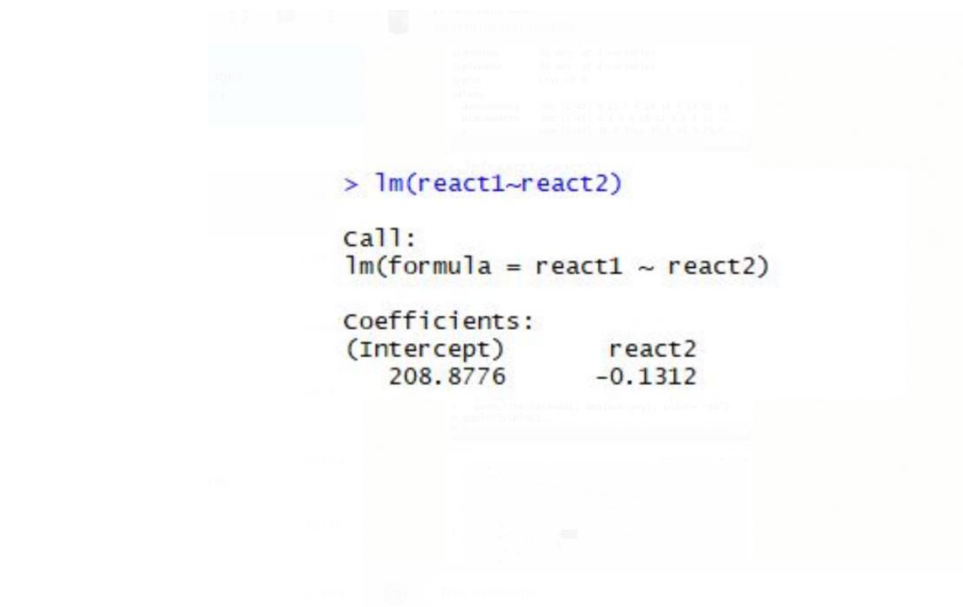 > lm(react1~react2)
Call:
lm(formula = react1 ~ react2)
Coefficients:
(Intercept) react2
208.8776 -0.1312